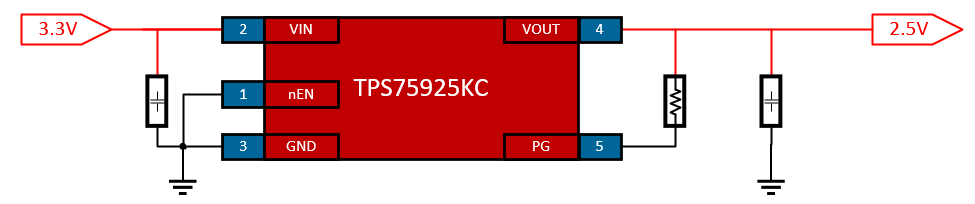 3.3V
2 VIN
VOUT 4
2.5V
TPS75925KC
1 nEN
3 GND
PG 5